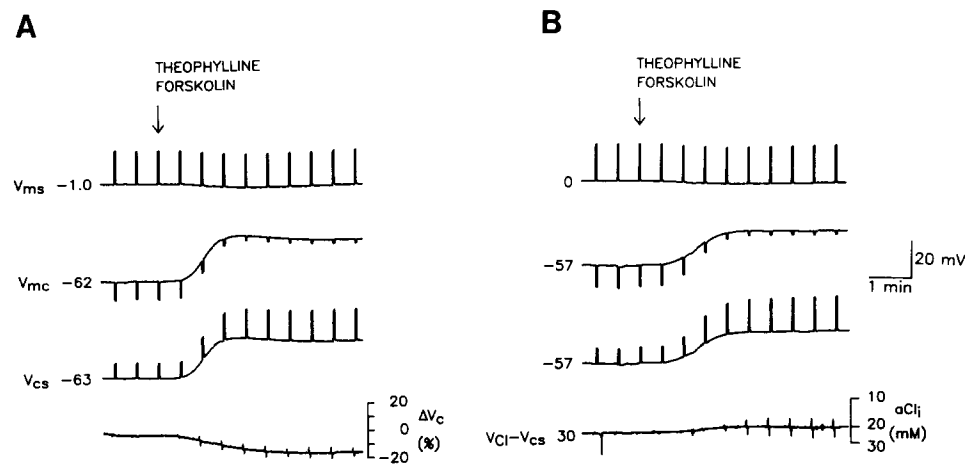 A
B
THEOPHYLLINE
FORSKOLIN
THEOPHYLLINE
FORSKOLIN
Vms -1.0
0
Vmc -62
-57
20 mV
1 min
Vcs -63
-57
20
0
-20
ΔVc
(%)
VCl-Vcs 30
10
20
30
aCli
(mM)